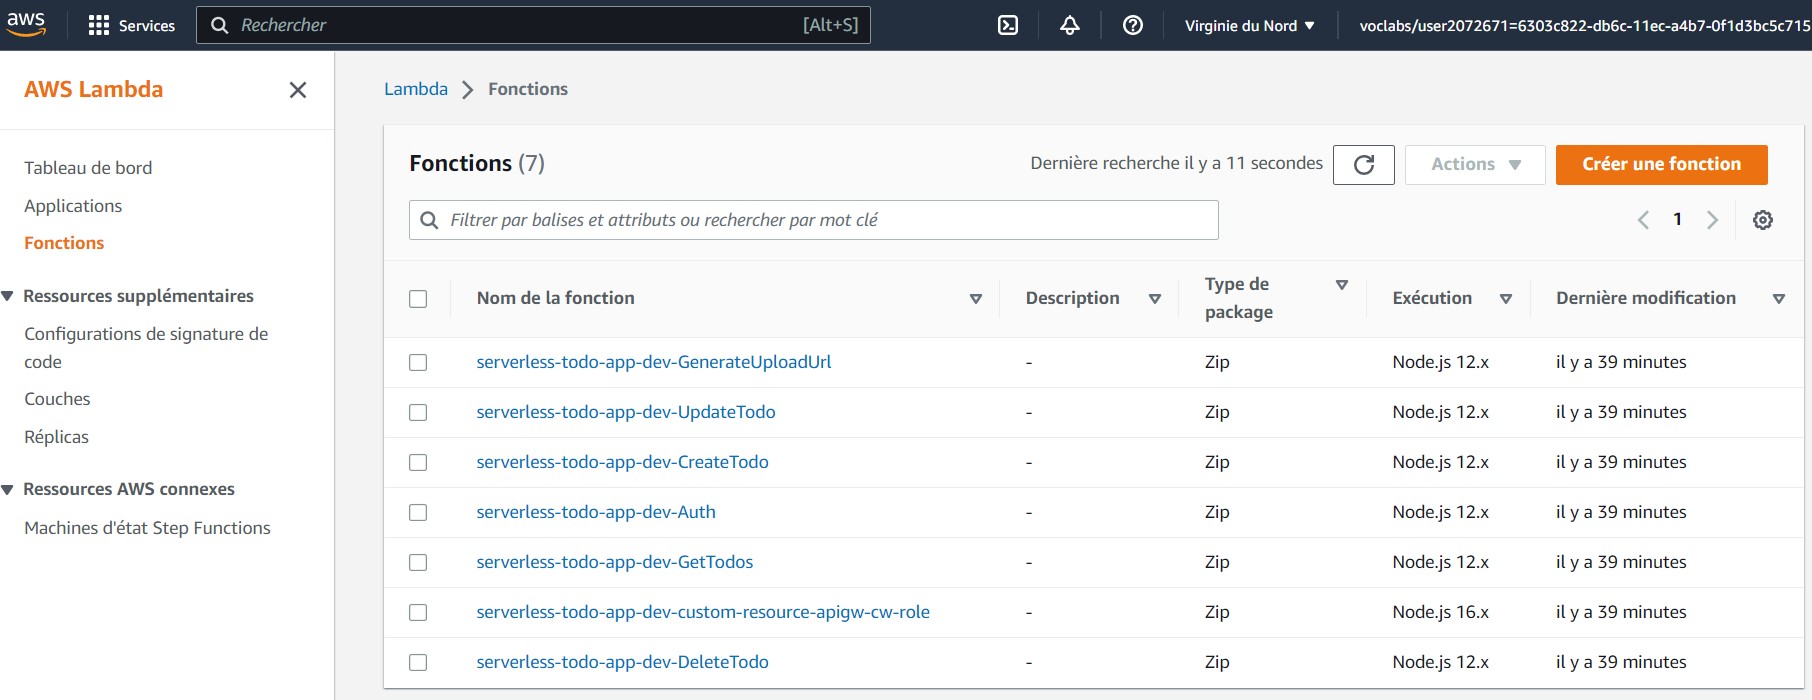 aws
Services
Rechercher [Alt+S]
Virginie du Nord
voclabs/user2072671=6303c822-db6c-11ec-a4b7-0f1d3bc5c715
AWS Lambda
Tableau de bord
Applications
Fonctions
Ressources supplémentaires
Configurations de signature de
code
Couches
Réplicas
Ressources AWS connexes
Machines d'état Step Functions
Lambda Fonctions
Fonctions (7)
Dernière recherche il y a 11 secondes
Actions
Créer une fonction
Filtrer par balises et attributs ou rechercher par mot clé
1
Nom de la fonction
Description
Type de
package
Exécution
Dernière modification
serverless-todo-app-dev-GenerateUploadUrl - Zip Node.js 12.x il y a 39 minutes
serverless-todo-app-dev-UpdateTodo - Zip Node.js 12.x il y a 39 minutes
serverless-todo-app-dev-CreateTodo - Zip Node.js 12.x il y a 39 minutes
serverless-todo-app-dev-Auth - Zip Node.js 12.x il y a 39 minutes
serverless-todo-app-dev-GetTodos - Zip Node.js 12.x il y a 39 minutes
serverless-todo-app-dev-custom-resource-apigw-cw-role - Zip Node.js 16.x il y a 39 minutes
serverless-todo-app-dev-DeleteTodo - Zip Node.js 12.x il y a 39 minutes